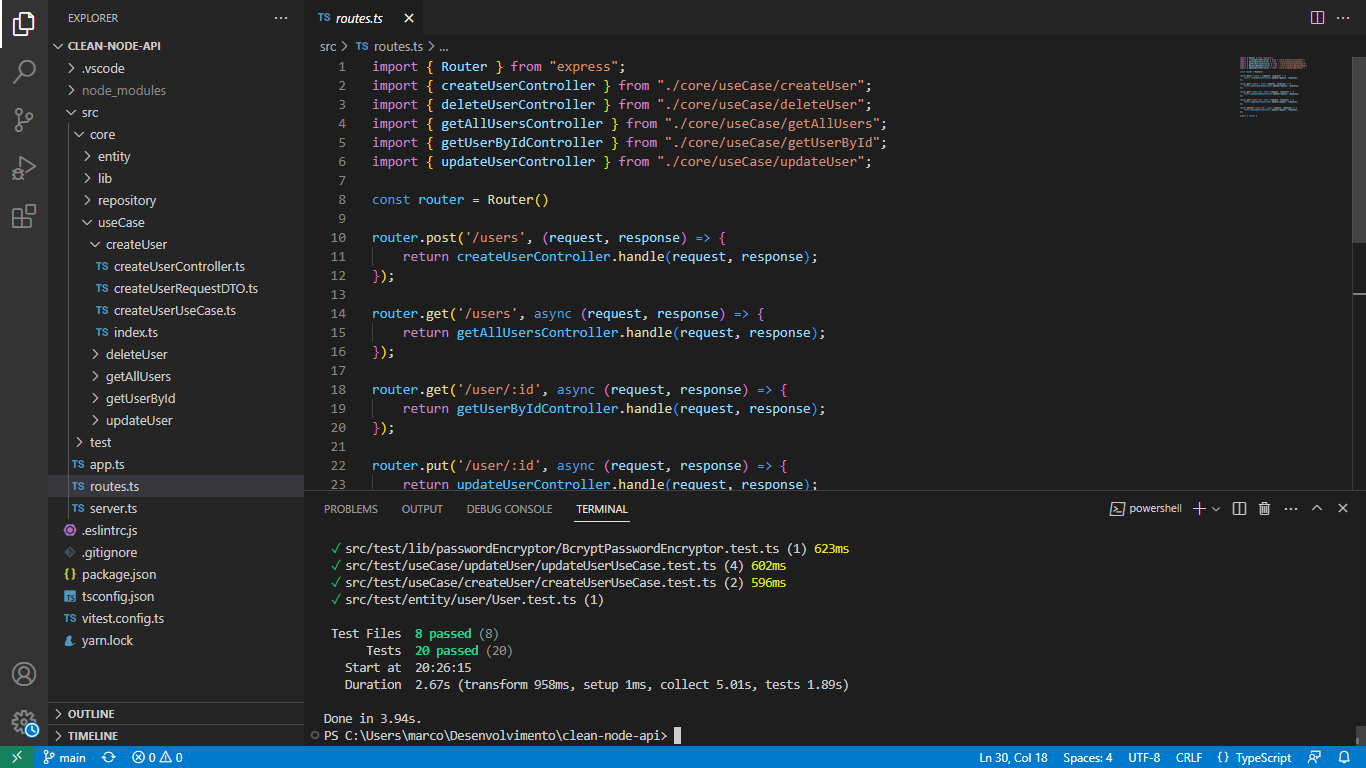 EXPLORER
CLEAN-NODE-API
.vscode
node_modules
src
core
entity
lib
repository
useCase
createUser
TS createUserController.ts
TS createUserRequestDTO.ts
TS createUserUseCase.ts
TS index.ts
deleteUser
getAllUsers
getUserById
updateUser
test
TS app.ts
TS routes.ts
TS server.ts
.eslintrc.js
.gitignore
{} package.json
TS tsconfig.json
TS vitest.config.ts
yarn.lock
OUTLINE
TIMELINE
TS routes.ts
src > TS routes.ts > ...
1 import { Router } from "express";
2 import { createUserController } from "./core/useCase/createUser";
3 import { deleteUserController } from "./core/useCase/deleteUser";
4 import { getAllUsersController } from "./core/useCase/getAllUsers";
5 import { getUserByIdController } from "./core/useCase/getUserById";
6 import { updateUserController } from "./core/useCase/updateUser";
7
8 const router = Router()
9
10 router.post('/users', (request, response) => {
11     return createUserController.handle(request, response);
12 });
13
14 router.get('/users', async (request, response) => {
15     return getAllUsersController.handle(request, response);
16 });
17
18 router.get('/user/:id', async (request, response) => {
19     return getUserByIdController.handle(request, response);
20 });
21
22 router.put('/user/:id', async (request, response) => {
23     return updateUserController.handle(request, response);
PROBLEMS OUTPUT DEBUG CONSOLE TERMINAL powershell
✓ src/test/lib/passwordEncryptor/BcryptPasswordEncryptor.test.ts (1) 623ms
✓ src/test/useCase/updateUser/updateUserUseCase.test.ts (4) 602ms
✓ src/test/useCase/createUser/createUserUseCase.test.ts (2) 596ms
✓ src/test/entity/user/User.test.ts (1)
Test Files 8 passed (8)
Tests 20 passed (20)
Start at 20:26:15
Duration 2.67s (transform 958ms, setup 1ms, collect 5.01s, tests 1.89s)
Done in 3.94s.
PS C:\Users\marco\Desenvolvimento\clean-node-api>
main 0 0 Ln 30, Col 18 Spaces: 4 UTF-8 CRLF {} TypeScript